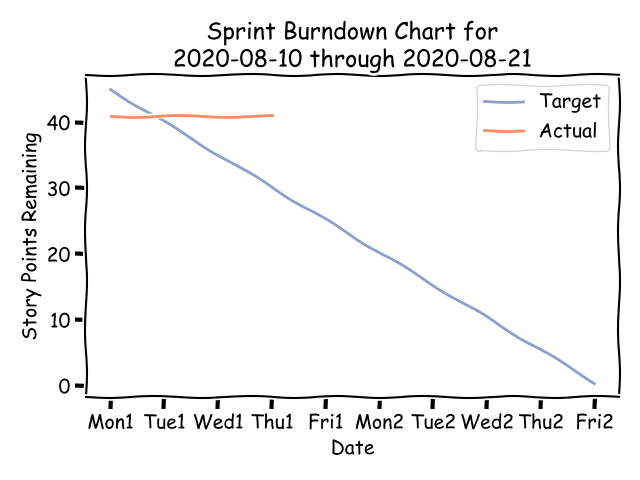 Sprint Burndown Chart for
2020-08-10 through 2020-08-21
Target
Actual
Story Points Remaining
40
30
20
10
0
Mon1 Tue1 Wed1 Thu1 Fri1 Mon2 Tue2 Wed2 Thu2 Fri2
Date